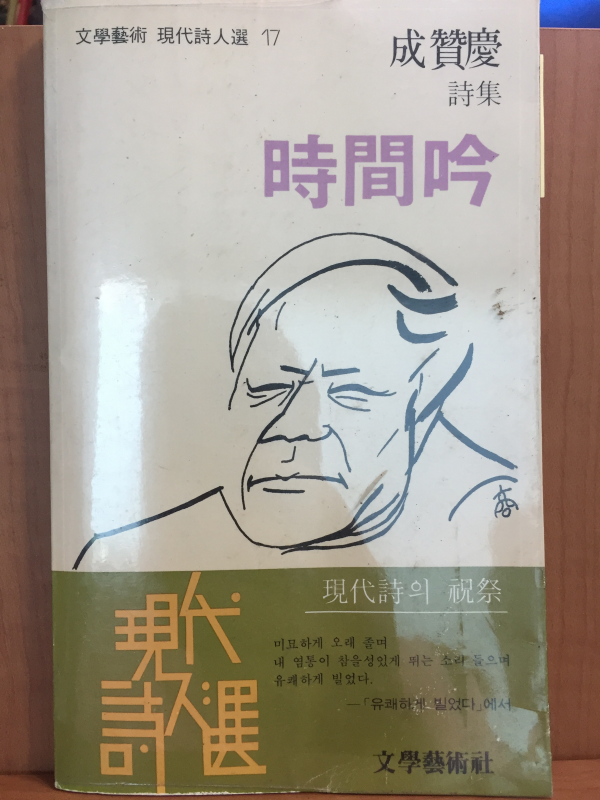 文學藝術 現代詩人選 17
成贊慶
詩集
時間吟
現代詩의 祝祭
미묘하게 오래 졸며
내 염통이 참을성있게 뛰는 소리 들으며
유쾌하게 빌었다.
—「유쾌하게 빌었다」에서
現代
詩人選
文學藝術社